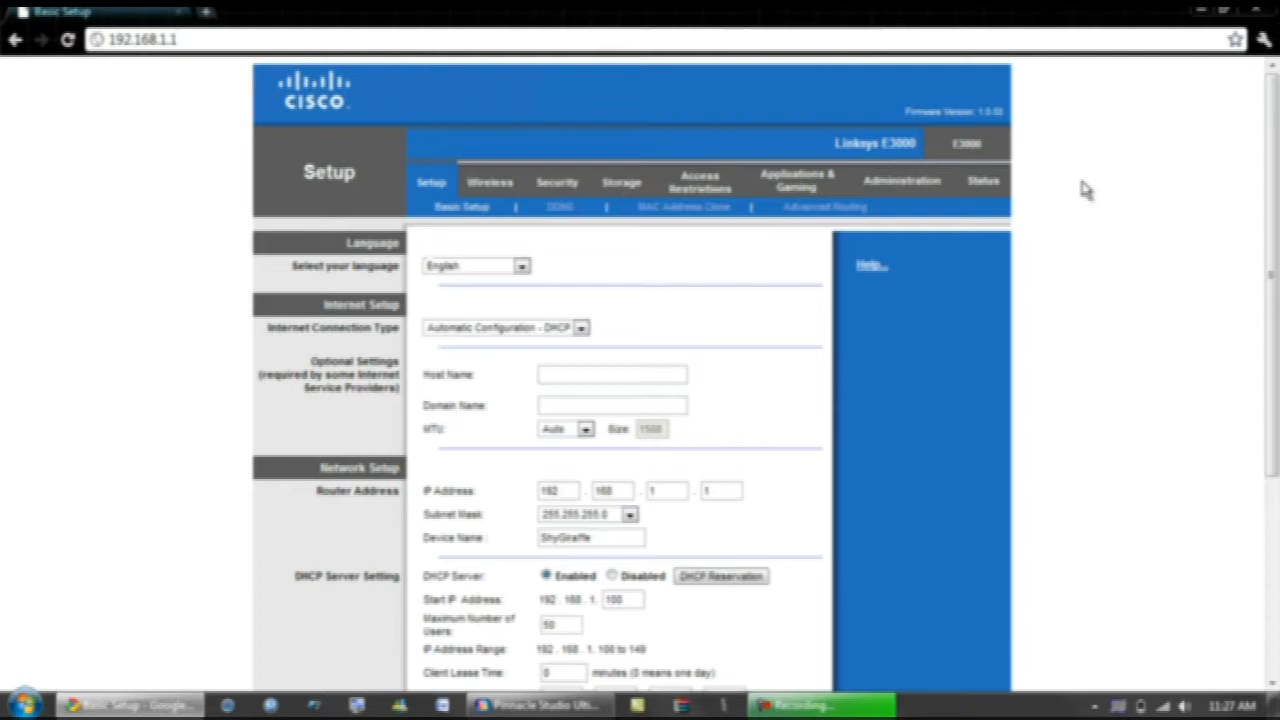 Basic Setup
192.168.1.1
CISCO.
Firmware Version: 1.0.00
Linksys E3000 E3000
Setup
Setup Wireless Security Storage Access Restrictions Applications & Gaming Administration Status
Basic Setup | DDNS | MAC Address Clone | Advanced Routing
Language
Select your language English
Help...
Internet Setup
Internet Connection Type Automatic Configuration - DHCP
Optional Settings
(required by some Internet
Service Providers)
Host Name:
Domain Name:
MTU: Auto Size: 1500
Network Setup
Router Address IP Address: 192 . 168 . 1 . 1
Subnet Mask: 255.255.255.0
Device Name: ShyGiraffe
DHCP Server Setting DHCP Server: Enabled Disabled DHCP Reservation
Start IP Address: 192 . 168 . 1. 100
Maximum Number of
Users: 50
IP Address Range: 192 . 168 . 1. 100 to 149
Client Lease Time: 0 minutes (0 means one day)
Basic Setup - Google... Pinnacle Studio Ulti... Recording... 11:27 AM